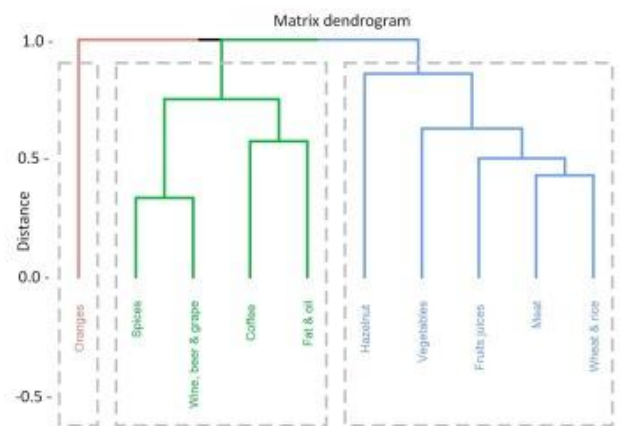 Matrix dendrogram
1.0 -
0.5 -
0.0 -
-0.5 -
Distance
Oranges
Spices
Wine, beer & grape
Coffee
Fat & oil
Hazelnut
Vegetables
Fruits juices
Meat
Wheat & rice